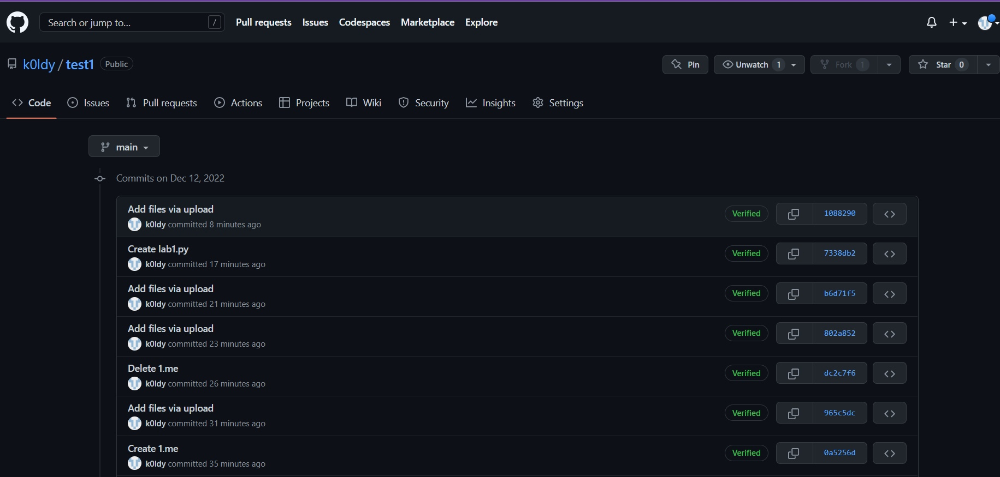 Search or jump to... / Pull requests Issues Codespaces Marketplace Explore
k0ldy / test1 Public Pin Unwatch 1 Fork 1 Star 0
Code Issues Pull requests Actions Projects Wiki Security Insights Settings
main
Commits on Dec 12, 2022
Add files via upload
k0ldy committed 8 minutes ago Verified 1088290
Create lab1.py
k0ldy committed 17 minutes ago Verified 7338db2
Add files via upload
k0ldy committed 21 minutes ago Verified b6d71f5
Add files via upload
k0ldy committed 23 minutes ago Verified 802a852
Delete 1.me
k0ldy committed 26 minutes ago Verified dc2c7f6
Add files via upload
k0ldy committed 31 minutes ago Verified 965c5dc
Create 1.me
k0ldy committed 35 minutes ago Verified 0a5256d